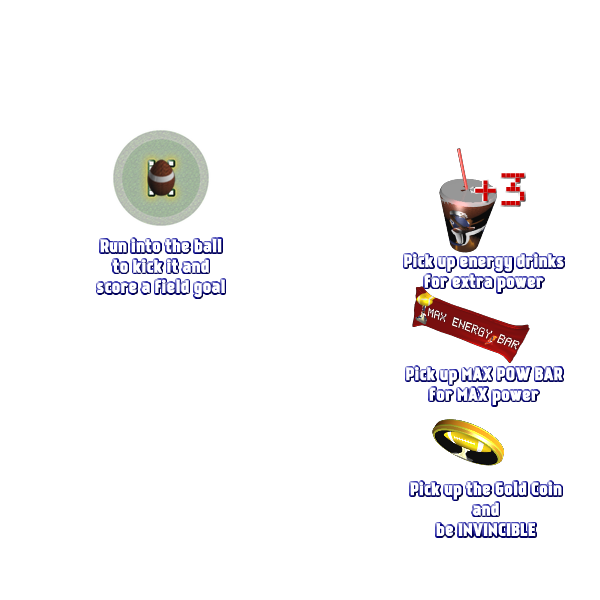 Run into the ball
to kick it and
score a field goal
+3
Pick up energy drinks
for extra power
MAX ENERGY BAR
Pick up MAX POW BAR
for MAX power
Pick up the Gold Coin
and
be INVINCIBLE